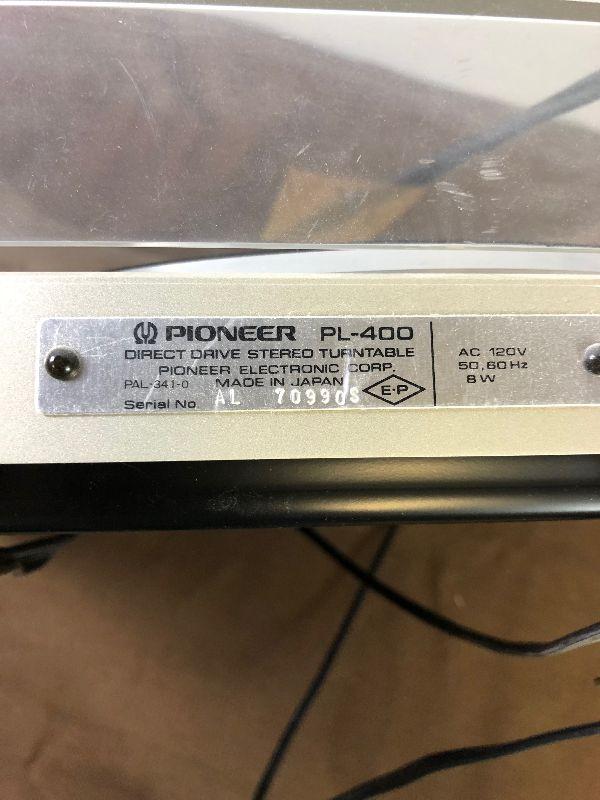 PIONEER PL-400
DIRECT DRIVE STEREO TURNTABLE
PIONEER ELECTRONIC CORP.
PAL-341-0 MADE IN JAPAN
Serial No. AL 70990S
E·P
AC 120V
50,60Hz
8W